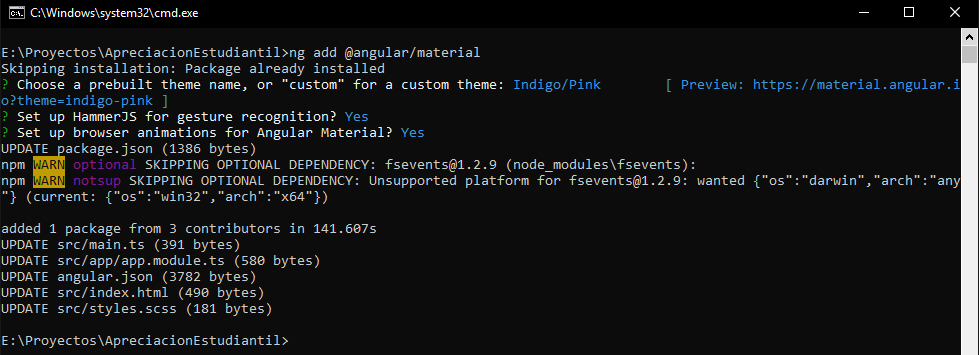 C:\Windows\system32\cmd.exe
E:\Proyectos\ApreciacionEstudiantil>ng add @angular/material
Skipping installation: Package already installed
? Choose a prebuilt theme name, or "custom" for a custom theme: Indigo/Pink        [ Preview: https://material.angular.i
o?theme=indigo-pink ]
? Set up HammerJS for gesture recognition? Yes
? Set up browser animations for Angular Material? Yes
UPDATE package.json (1386 bytes)
npm WARN optional SKIPPING OPTIONAL DEPENDENCY: fsevents@1.2.9 (node_modules\fsevents):
npm WARN notsup SKIPPING OPTIONAL DEPENDENCY: Unsupported platform for fsevents@1.2.9: wanted {"os":"darwin","arch":"any
"} (current: {"os":"win32","arch":"x64"})
added 1 package from 3 contributors in 141.607s
UPDATE src/main.ts (391 bytes)
UPDATE src/app/app.module.ts (580 bytes)
UPDATE angular.json (3782 bytes)
UPDATE src/index.html (490 bytes)
UPDATE src/styles.scss (181 bytes)
E:\Proyectos\ApreciacionEstudiantil>